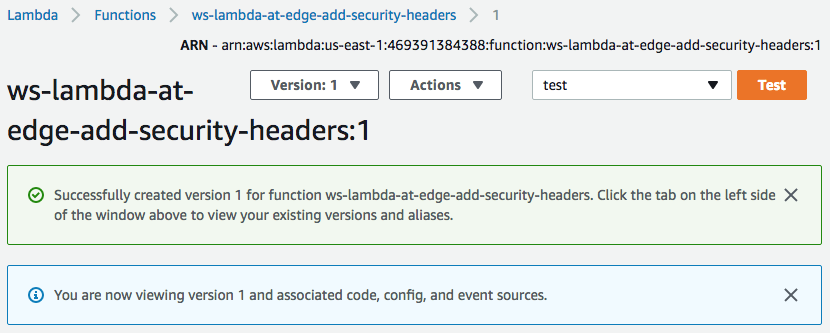 Lambda > Functions > ws-lambda-at-edge-add-security-headers > 1
ARN - arn:aws:lambda:us-east-1:469391384388:function:ws-lambda-at-edge-add-security-headers:1
ws-lambda-at-
edge-add-security-headers:1
Version: 1
Actions
test
Test
Successfully created version 1 for function ws-lambda-at-edge-add-security-headers. Click the tab on the left side
of the window above to view your existing versions and aliases.
You are now viewing version 1 and associated code, config, and event sources.